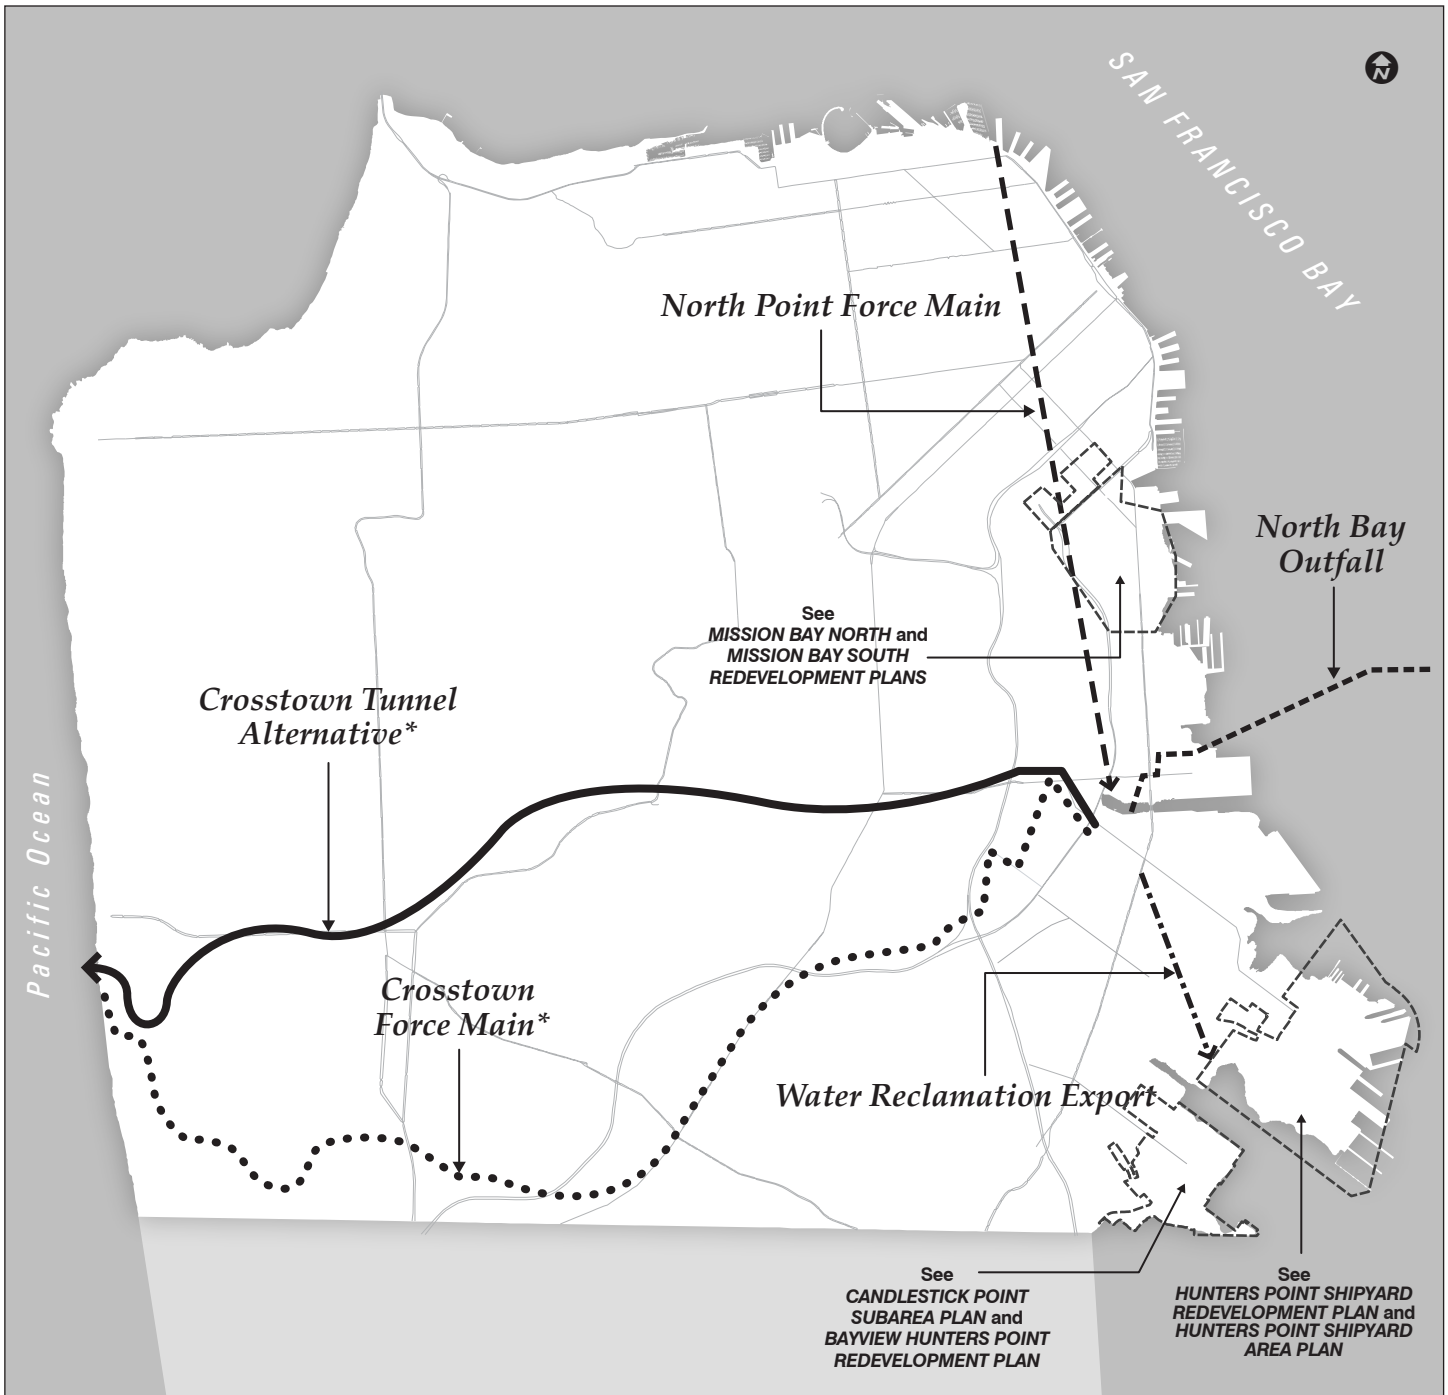 N
SAN FRANCISCO BAY
North Point Force Main
North Bay
Outfall
See
MISSION BAY NORTH and
MISSION BAY SOUTH
REDEVELOPMENT PLANS
Crosstown Tunnel
Alternative*
Pacific Ocean
Crosstown
Force Main*
Water Reclamation Export
See
CANDLESTICK POINT
SUBAREA PLAN and
BAYVIEW HUNTERS POINT
REDEVELOPMENT PLAN
See
HUNTERS POINT SHIPYARD
REDEVELOPMENT PLAN and
HUNTERS POINT SHIPYARD
AREA PLAN